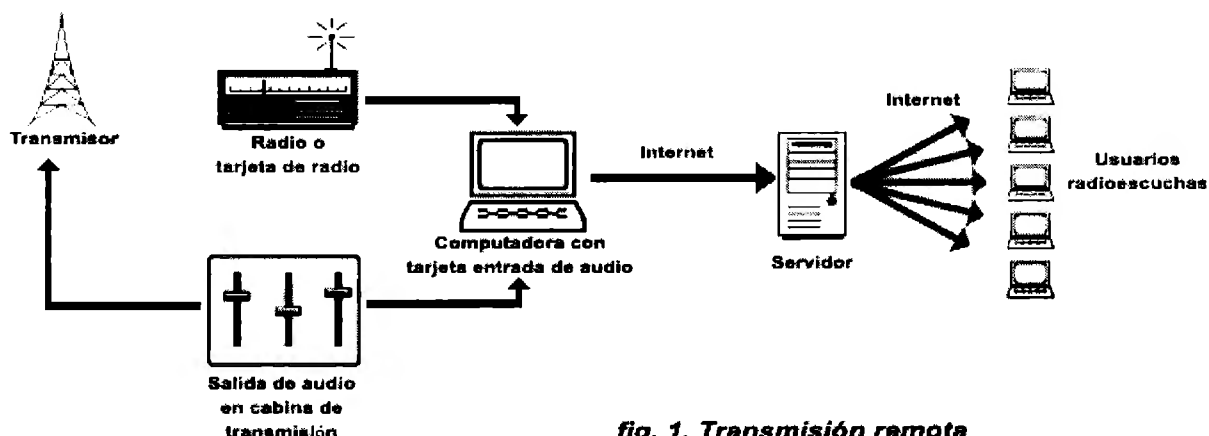 Transmisor
Radio o
tarjeta de radio
Computadora con
tarjeta entrada de audio
Internet
Servidor
Internet
Usuarios
radioescuchas
Salida de audio
en cabina de
transmisión
fig. 1. Transmisión remota